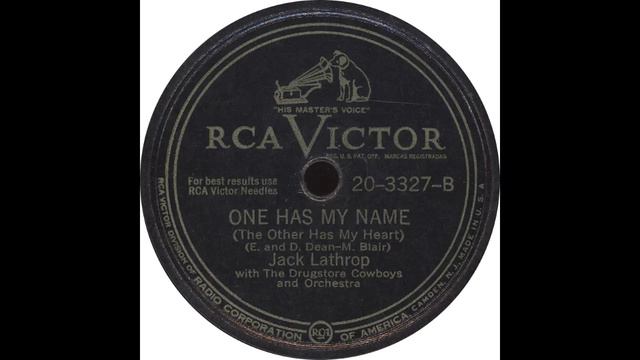 "HIS MASTER'S VOICE"
RCA VICTOR
REG. U. S. PAT. OFF. MARCAS REGISTRADAS
For best results use
RCA Victor Needles
20-3327-B
ONE HAS MY NAME
(The Other Has My Heart)
(E. and D. Dean-M. Blair)
Jack Lathrop
with The Drugstore Cowboys
and Orchestra
RCA VICTOR DIVISION OF RADIO CORPORATION OF AMERICA, CAMDEN, N. J. MADE IN U. S. A.
RCA